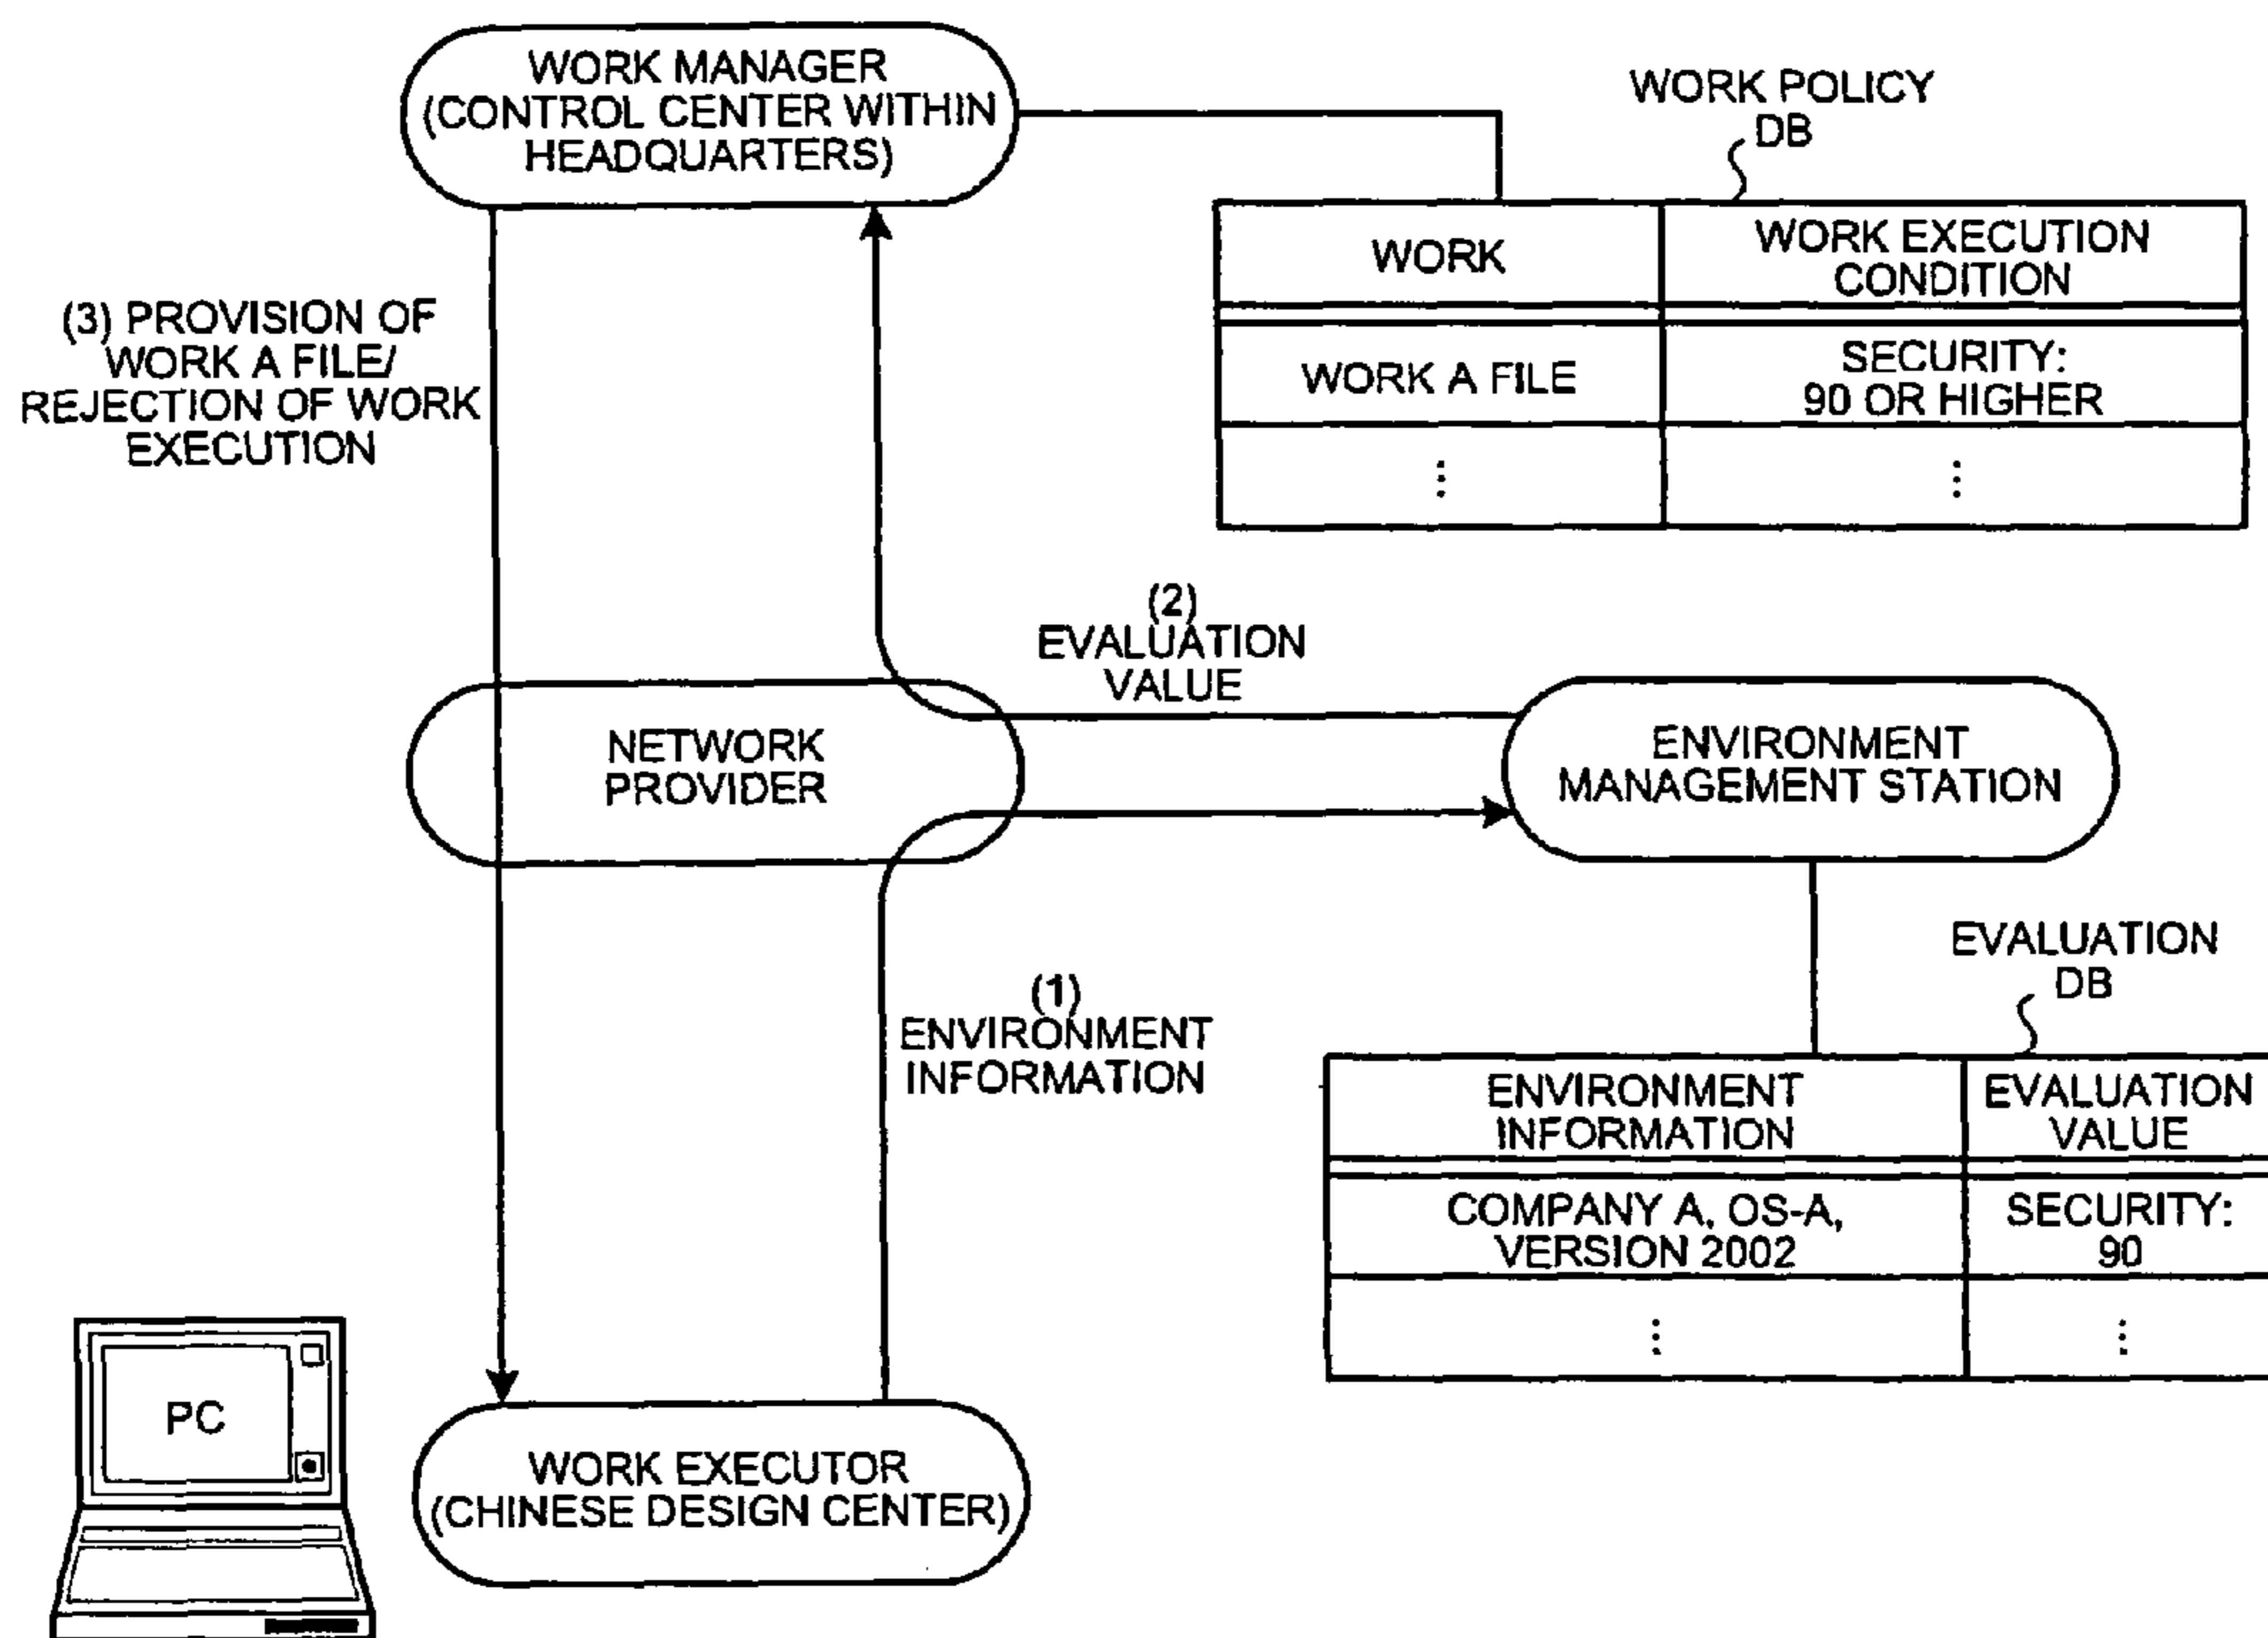 WORK MANAGER
(CONTROL CENTER WITHIN
HEADQUARTERS)
WORK POLICY
DB
WORK
WORK EXECUTION
CONDITION
WORK A FILE
SECURITY:
90 OR HIGHER
⋮
⋮
(3) PROVISION OF
WORK A FILE/
REJECTION OF WORK
EXECUTION
(2)
EVALUATION
VALUE
NETWORK
PROVIDER
ENVIRONMENT
MANAGEMENT STATION
(1)
ENVIRONMENT
INFORMATION
EVALUATION
DB
ENVIRONMENT
INFORMATION
EVALUATION
VALUE
COMPANY A, OS-A,
VERSION 2002
SECURITY:
90
⋮
⋮
PC
WORK EXECUTOR
(CHINESE DESIGN CENTER)